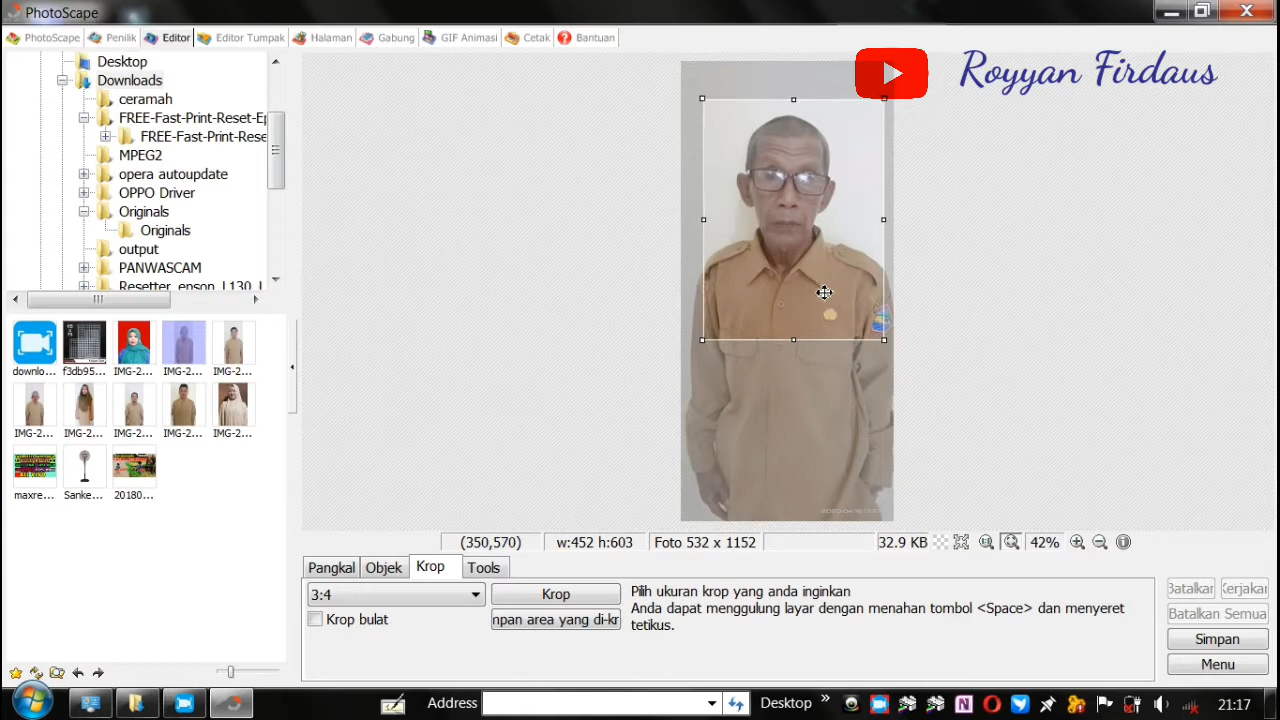 PhotoScape
PhotoScape Penilik Editor Editor Tumpak Halaman Gabung GIF Animasi Cetak Bantuan
Royyan Firdaus
Desktop
Downloads
ceramah
FREE-Fast-Print-Reset-Ep
FREE-Fast-Print-Rese
MPEG2
opera autoupdate
OPPO Driver
Originals
Originals
output
PANWASCAM
Resetter epson L130 L
downlo... f3db95... IMG-2... IMG-2... IMG-2...
IMG-2... IMG-2... IMG-2... IMG-2... IMG-2...
maxre... Sanke... 20180...
(350,570) w:452 h:603 Foto 532 x 1152 32.9 KB 42%
Pangkal Objek Krop Tools
3:4 Krop
Krop bulat npan area yang di-kr
Pilih ukuran krop yang anda inginkan
Anda dapat menggulung layar dengan menahan tombol <Space> dan menyeret
tetikus.
Batalkan Kerjakan
Batalkan Semua
Simpan
Menu
Address Desktop » 21:17